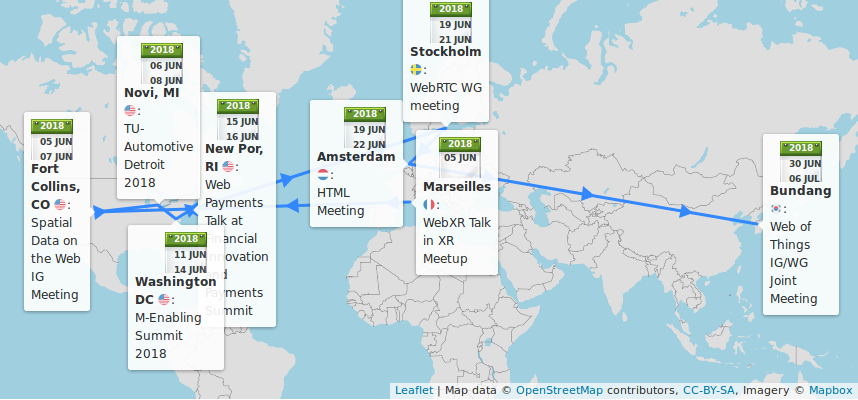 2018
05 JUN
07 JUN
Fort
Collins,
CO :
Spatial
Data on
the Web
IG
Meeting
2018
06 JUN
08 JUN
Novi, MI
:
TU-
Automotive
Detroit
2018
2018
11 JUN
14 JUN
Washington
DC :
M-Enabling
Summit
2018
2018
15 JUN
16 JUN
New Por,
RI :
Web
Payments
Talk at
Financial
Innovation
and
Payments
Summit
2018
19 JUN
22 JUN
Amsterdam
:
HTML
Meeting
2018
19 JUN
21 JUN
Stockholm
:
WebRTC WG
meeting
2018
05 JUN
Marseilles
:
WebXR Talk
in XR
Meetup
2018
30 JUN
06 JUL
Bundang
:
Web of
Things
IG/WG
Joint
Meeting
Leaflet | Map data © OpenStreetMap contributors, CC-BY-SA, Imagery © Mapbox